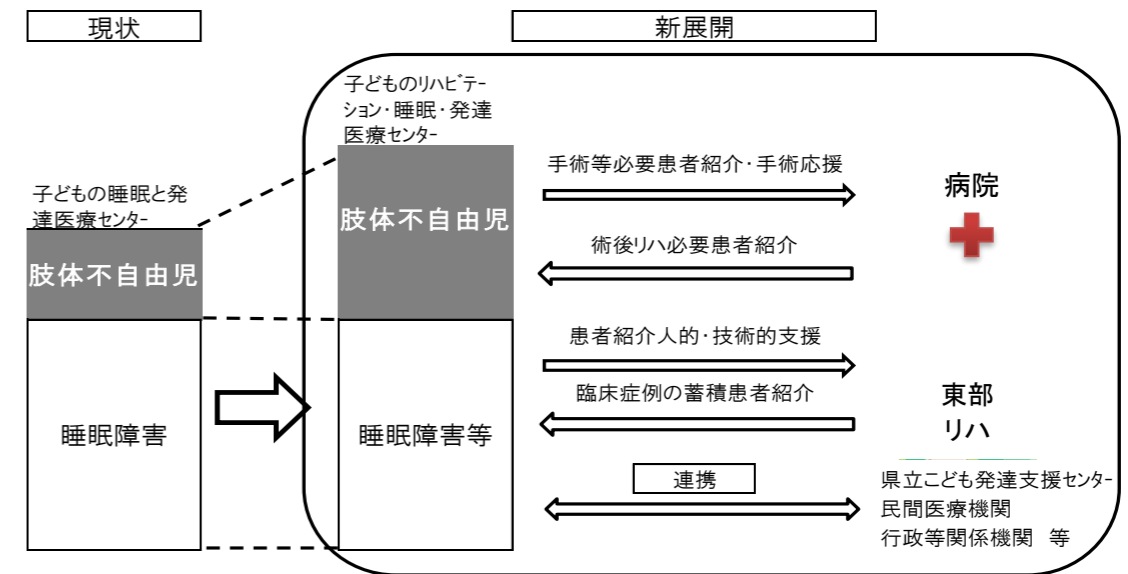 現状
新展開
子どものリハビテー
ション・睡眠・発達
医療センター
子どもの睡眠と発
達医療センター
肢体不自由児
肢体不自由児
睡眠障害
睡眠障害等
手術等必要患者紹介・手術応援
術後リハ必要患者紹介
病院
患者紹介人的・技術的支援
臨床症例の蓄積患者紹介
東部
リハ
連携
県立こども発達支援センター
民間医療機関
行政等関係機関　等